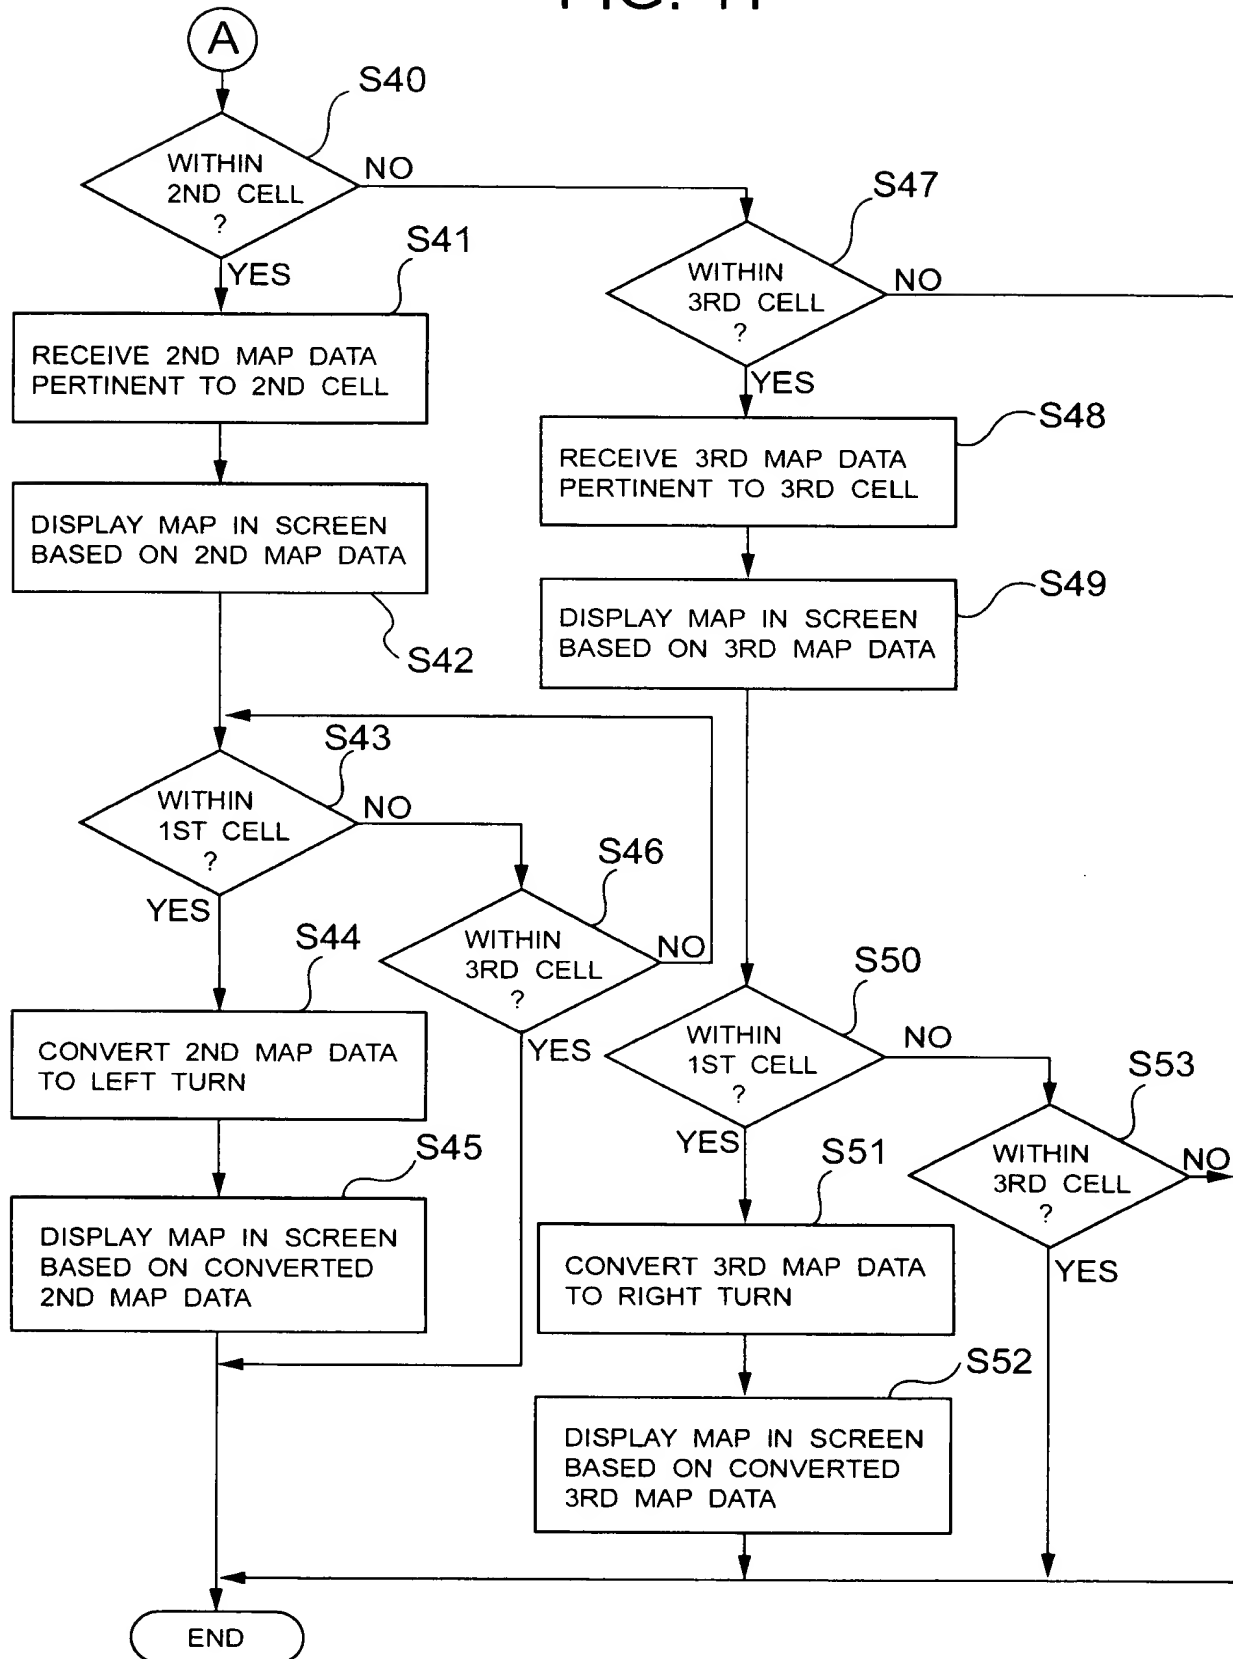 A
S40
WITHIN
2ND CELL
?
NO
YES
S41
RECEIVE 2ND MAP DATA
PERTINENT TO 2ND CELL
DISPLAY MAP IN SCREEN
BASED ON 2ND MAP DATA
S42
S43
WITHIN
1ST CELL
?
NO
YES
S44
CONVERT 2ND MAP DATA
TO LEFT TURN
S45
DISPLAY MAP IN SCREEN
BASED ON CONVERTED
2ND MAP DATA
S46
WITHIN
3RD CELL
?
NO
YES
S47
WITHIN
3RD CELL
?
NO
YES
S48
RECEIVE 3RD MAP DATA
PERTINENT TO 3RD CELL
S49
DISPLAY MAP IN SCREEN
BASED ON 3RD MAP DATA
S50
WITHIN
1ST CELL
?
NO
YES
S51
CONVERT 3RD MAP DATA
TO RIGHT TURN
S52
DISPLAY MAP IN SCREEN
BASED ON CONVERTED
3RD MAP DATA
S53
WITHIN
3RD CELL
?
NO
YES
END